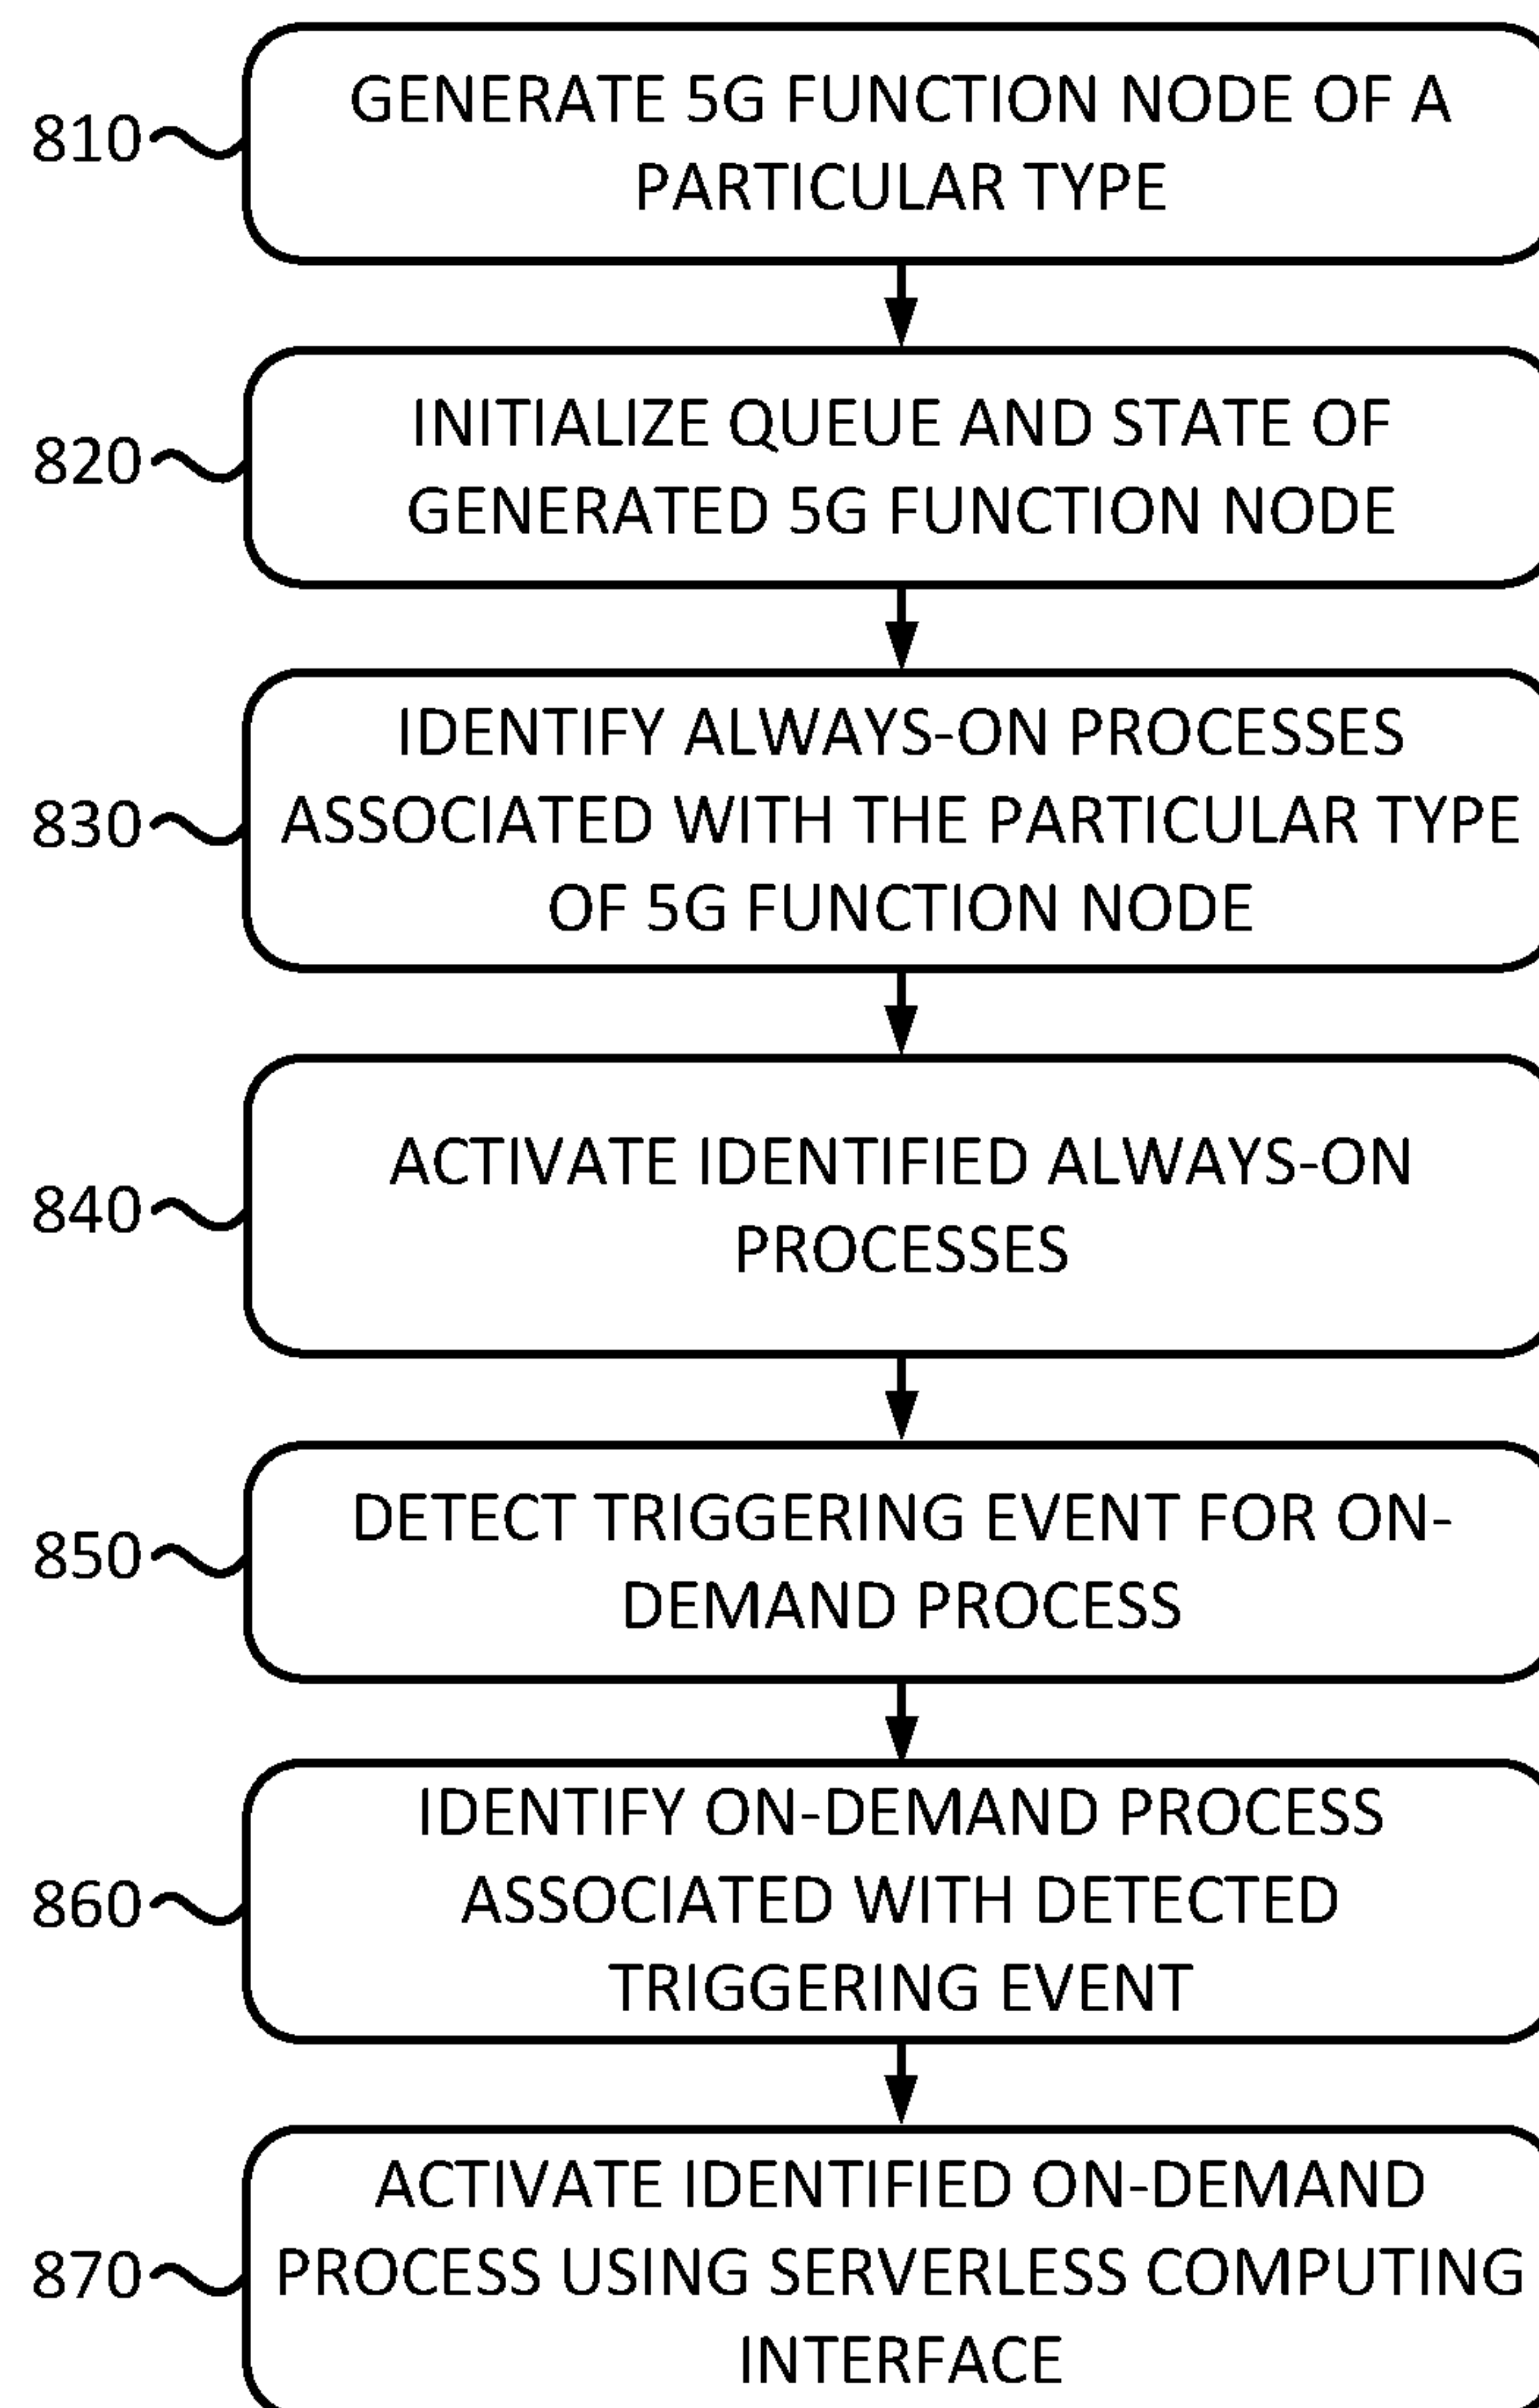 810
GENERATE 5G FUNCTION NODE OF A
PARTICULAR TYPE
820
INITIALIZE QUEUE AND STATE OF
GENERATED 5G FUNCTION NODE
830
IDENTIFY ALWAYS-ON PROCESSES
ASSOCIATED WITH THE PARTICULAR TYPE
OF 5G FUNCTION NODE
840
ACTIVATE IDENTIFIED ALWAYS-ON
PROCESSES
850
DETECT TRIGGERING EVENT FOR ON-
DEMAND PROCESS
860
IDENTIFY ON-DEMAND PROCESS
ASSOCIATED WITH DETECTED
TRIGGERING EVENT
870
ACTIVATE IDENTIFIED ON-DEMAND
PROCESS USING SERVERLESS COMPUTING
INTERFACE